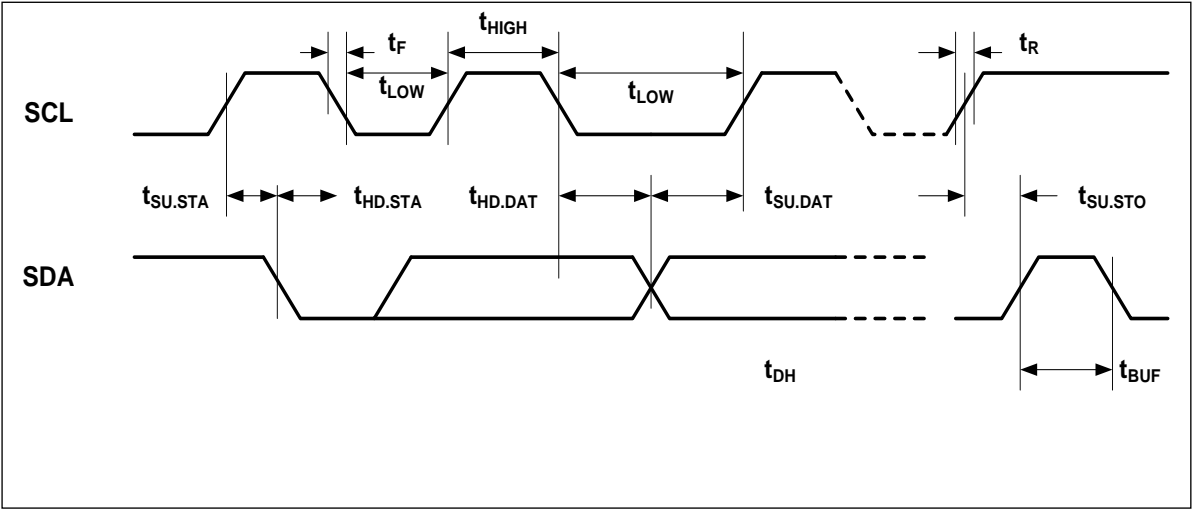 tHIGH
tF
tR
tLOW
tLOW
SCL
tSU.STA
tHD.STA
tHD.DAT
tSU.DAT
tSU.STO
SDA
tDH
tBUF